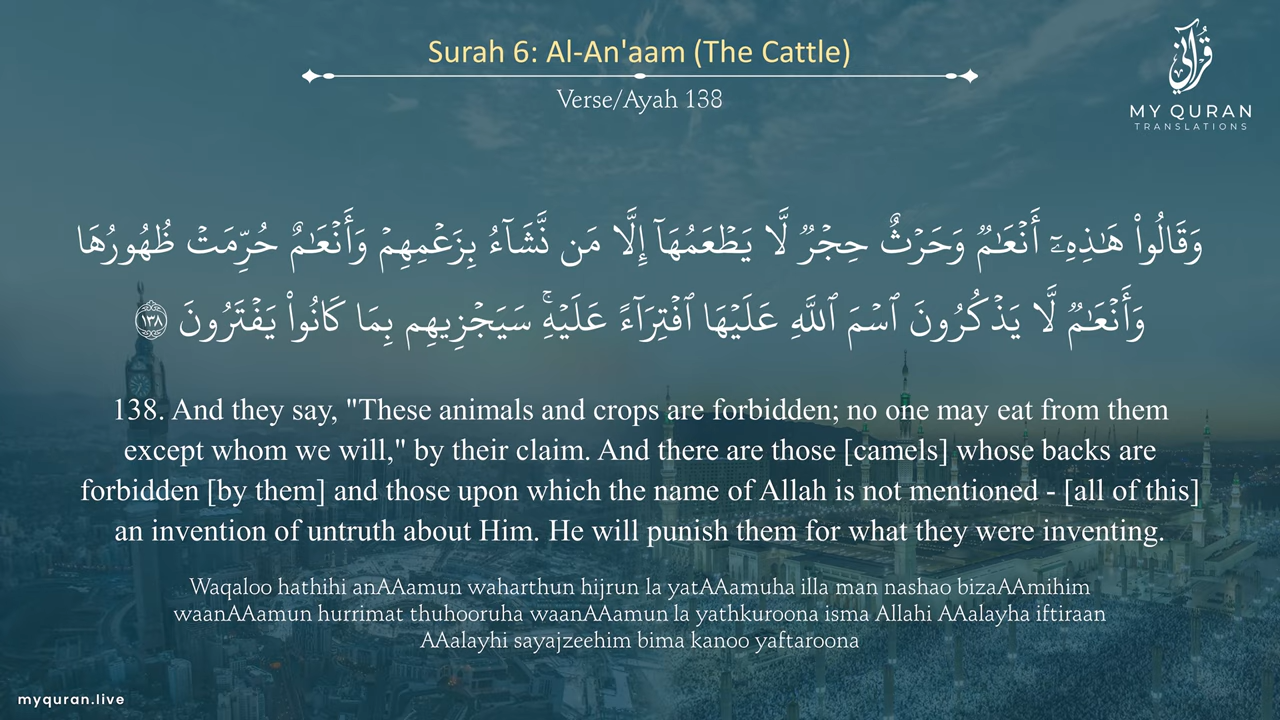 Surah 6: Al-An'aam (The Cattle)
Verse/Ayah 138
قرآني
MY QURAN
TRANSLATIONS
وَقَالُوا۟ هَـٰذِهِۦٓ أَنْعَـٰمٌ وَحَرْثٌ حِجْرٌ لَّا يَطْعَمُهَآ إِلَّا مَن نَّشَآءُ بِزَعْمِهِمْ وَأَنْعَـٰمٌ حُرِّمَتْ ظُهُورُهَا
وَأَنْعَـٰمٌ لَّا يَذْكُرُونَ ٱسْمَ ٱللَّهِ عَلَيْهَا ٱفْتِرَآءً عَلَيْهِ ۚ سَيَجْزِيهِم بِمَا كَانُوا۟ يَفْتَرُونَ ١٣٨
138. And they say, "These animals and crops are forbidden; no one may eat from them
except whom we will," by their claim. And there are those [camels] whose backs are
forbidden [by them] and those upon which the name of Allah is not mentioned - [all of this]
an invention of untruth about Him. He will punish them for what they were inventing.
Waqaloo hathihi anAAamun waharthun hijrun la yatAAamuha illa man nashao bizaAAmihim
waanAAamun hurrimat thuhooruha waanAAamun la yathkuroona isma Allahi AAalayha iftiraan
AAalayhi sayajzeehim bima kanoo yaftaroona
myquran.live